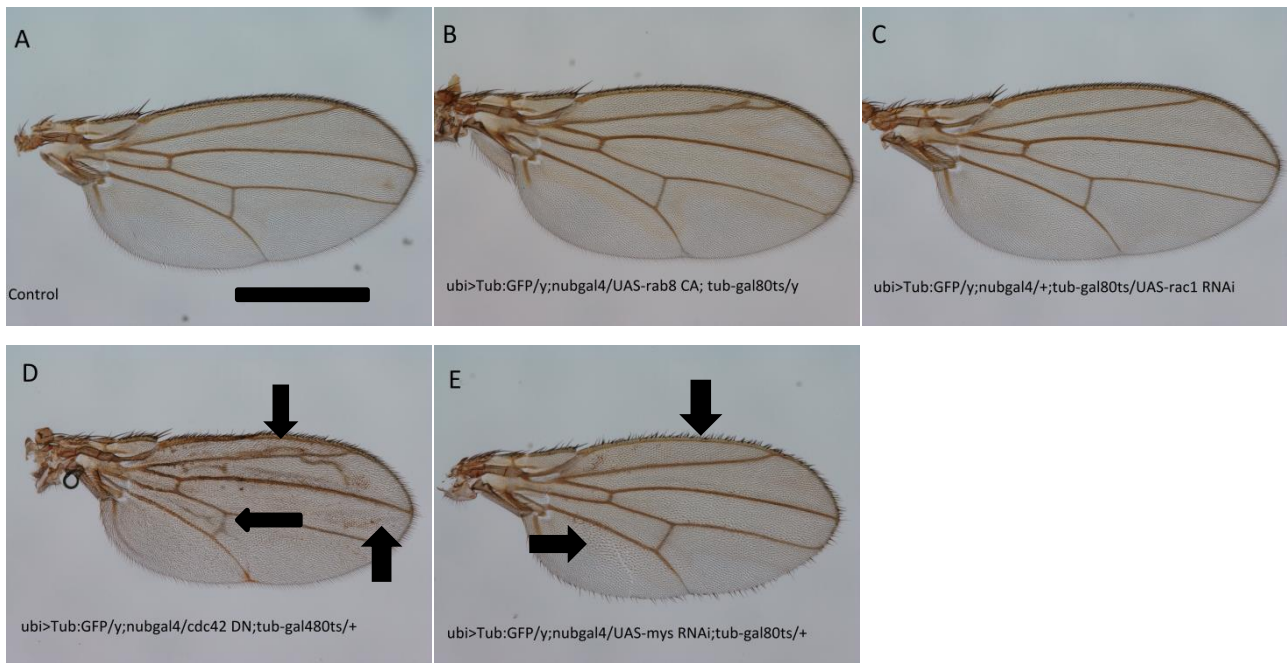 A
Control
B
ubi>Tub:GFP/y;nubgal4/UAS-rab8 CA; tub-gal80ts/y
C
ubi>Tub:GFP/y;nubgal4/+;tub-gal80ts/UAS-rac1 RNAi
D
ubi>Tub:GFP/y;nubgal4/cdc42 DN;tub-gal480ts/+
E
ubi>Tub:GFP/y;nubgal4/UAS-mys RNAi;tub-gal80ts/+